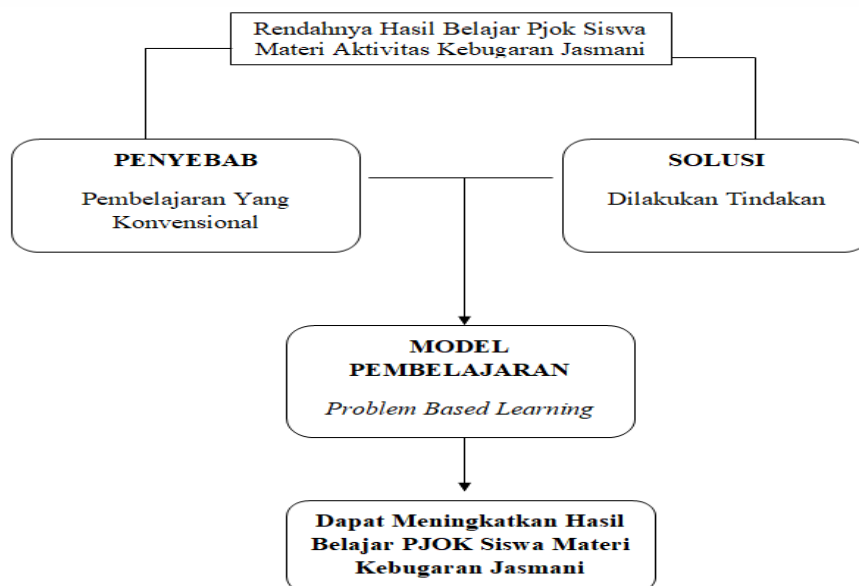 Rendahnya Hasil Belajar Pjok Siswa
Materi Aktivitas Kebugaran Jasmani
PENYEBAB
Pembelajaran Yang
Konvensional
SOLUSI
Dilakukan Tindakan
MODEL
PEMBELAJARAN
Problem Based Learning
Dapat Meningkatkan Hasil
Belajar PJOK Siswa Materi
Kebugaran Jasmani